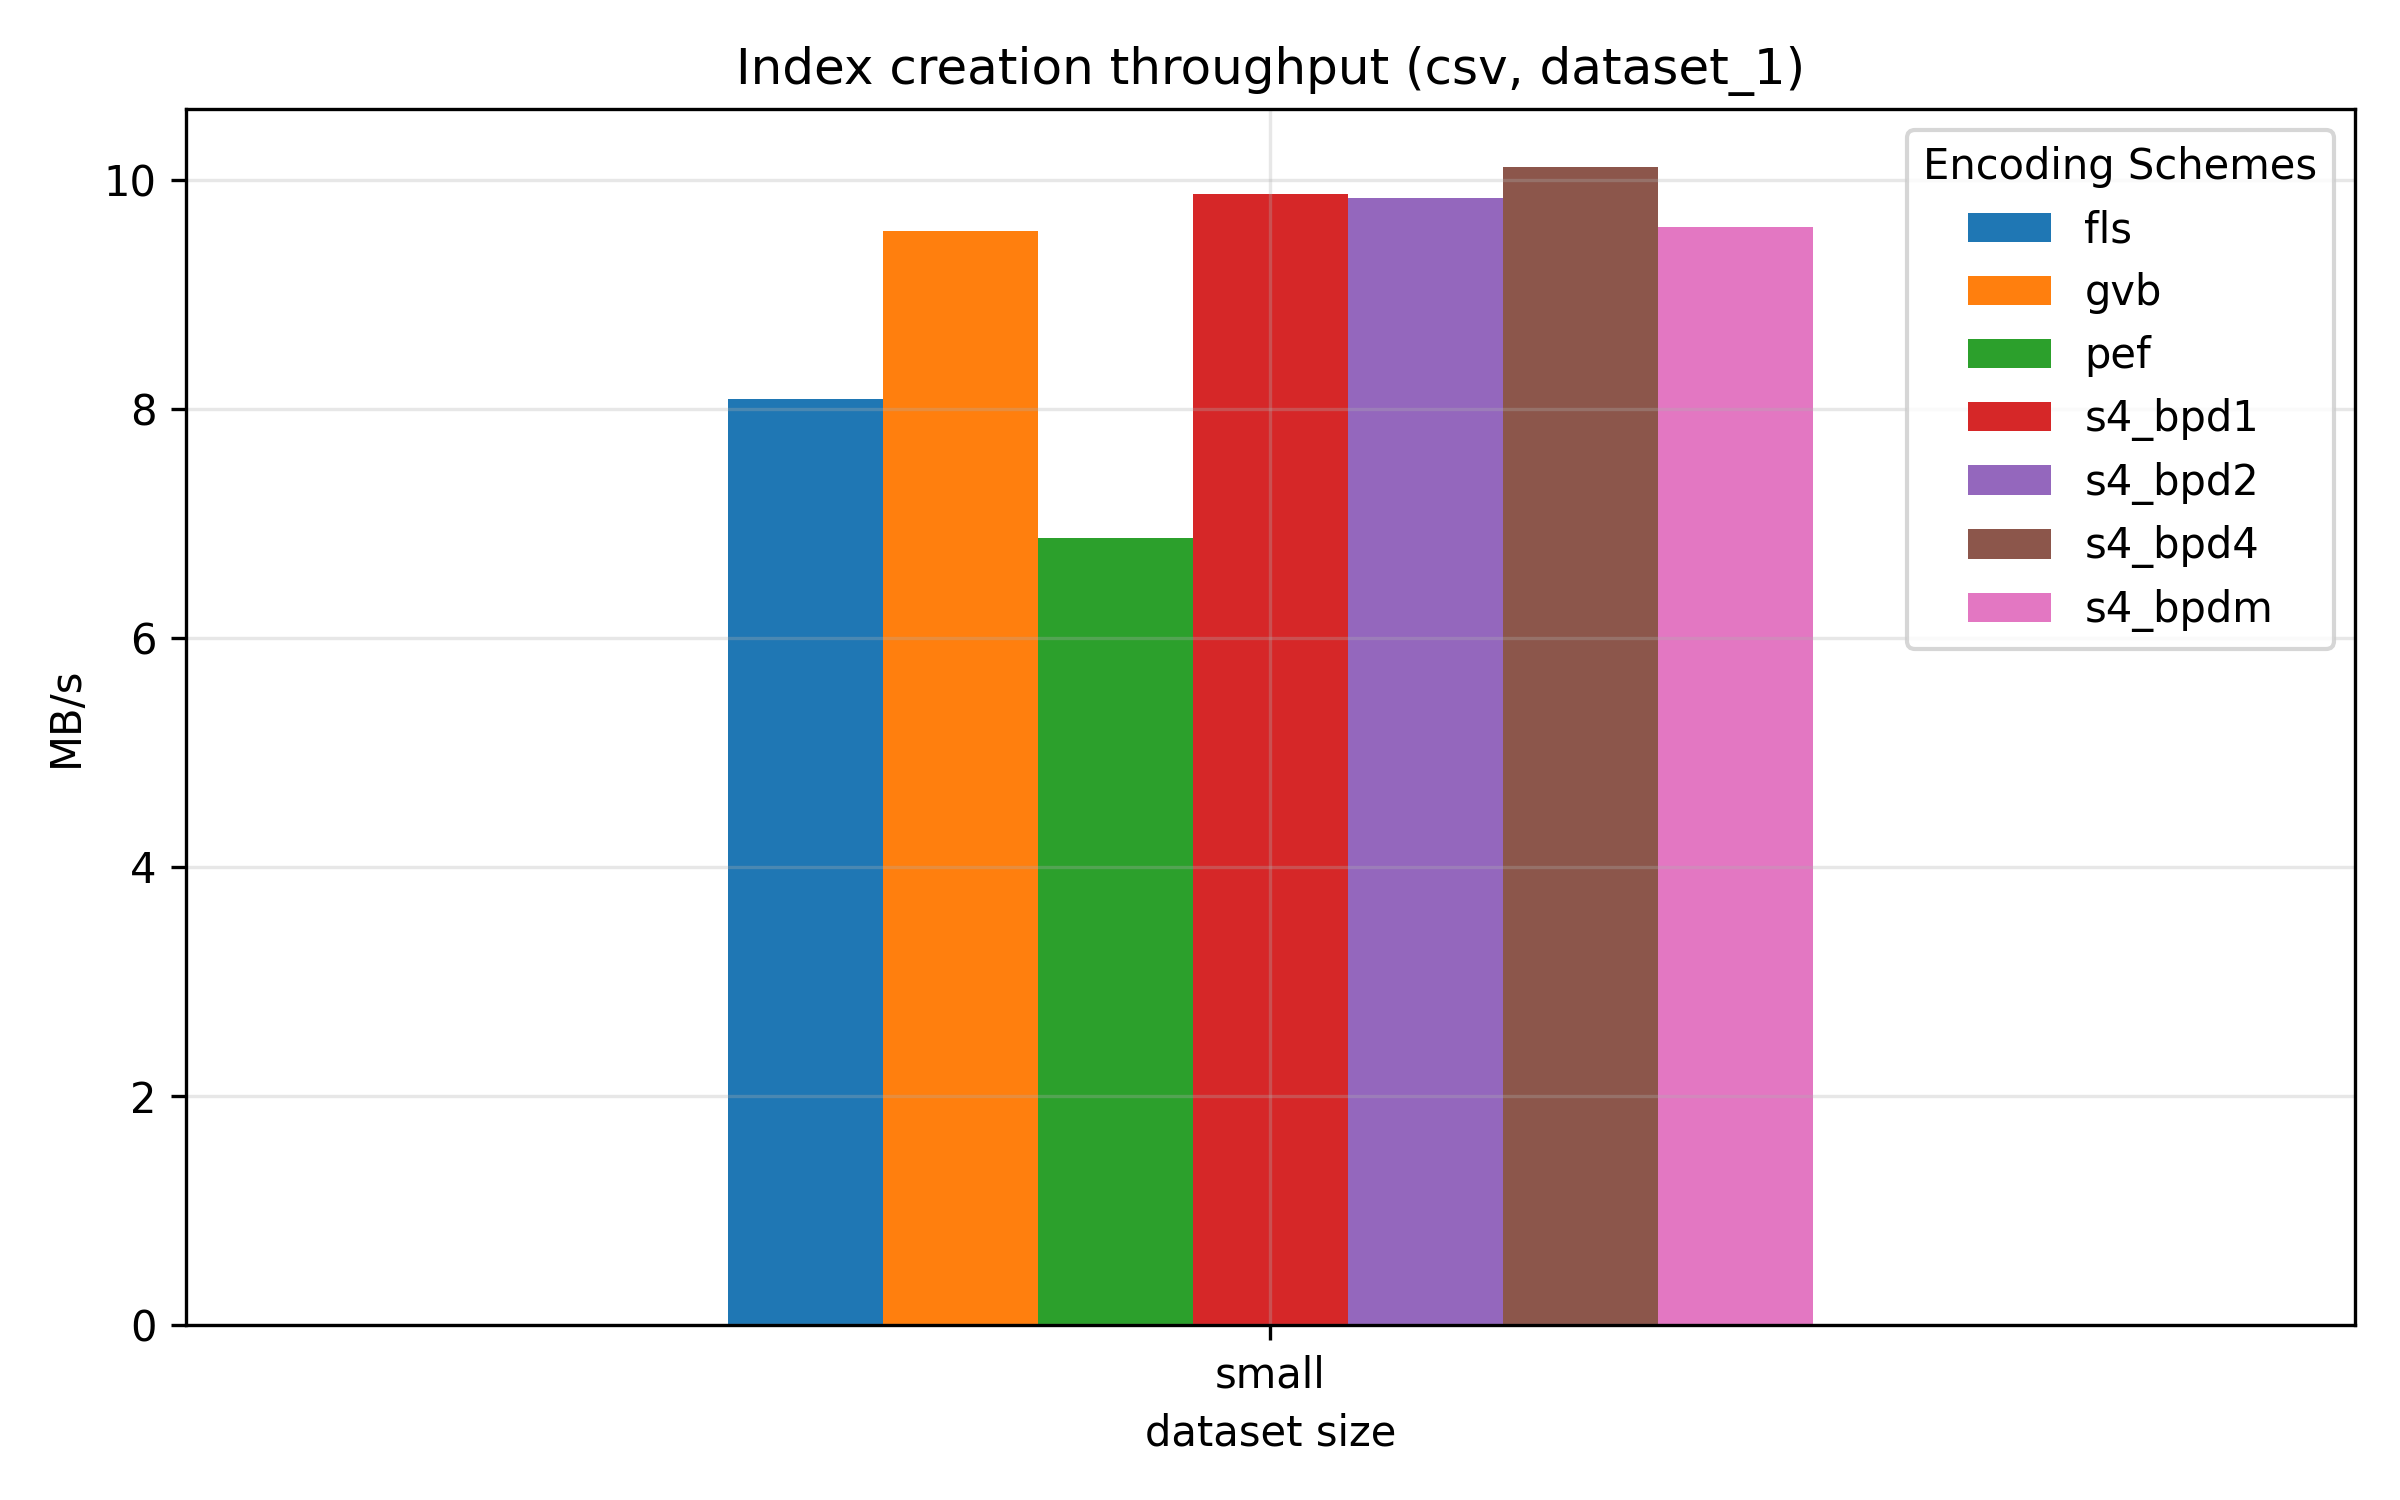 Index creation throughput (csv, dataset_1)
10
8
6
4
2
0
MB/s
small
dataset size
Encoding Schemes
fls
gvb
pef
s4_bpd1
s4_bpd2
s4_bpd4
s4_bpdm